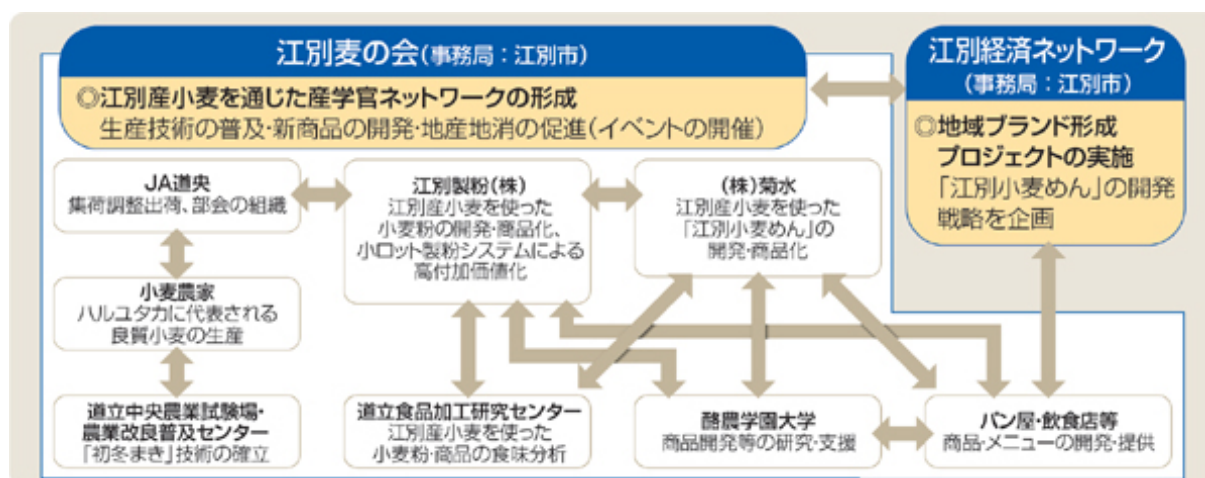 江別麦の会(事務局:江別市)
◎江別産小麦を通じた産学官ネットワークの形成
生産技術の普及・新商品の開発・地産地消の促進(イベントの開催)
江別経済ネットワーク
(事務局:江別市)
◎地域ブランド形成
プロジェクトの実施
「江別小麦めん」の開発
戦略を企画
JA道央
集荷調整出荷、部会の組織
江別製粉(株)
江別産小麦を使った
小麦粉の開発・商品化、
小ロット製粉システムによる
高付加価値化
(株)菊水
江別産小麦を使った
「江別小麦めん」の
開発・商品化
小麦農家
ハルユタカに代表される
良質小麦の生産
道立中央農業試験場・
農業改良普及センター
「初冬まき」技術の確立
道立食品加工研究センター
江別産小麦を使った
小麦粉・商品の食味分析
酪農学園大学
商品開発等の研究・支援
パン屋・飲食店等
商品・メニューの開発・提供